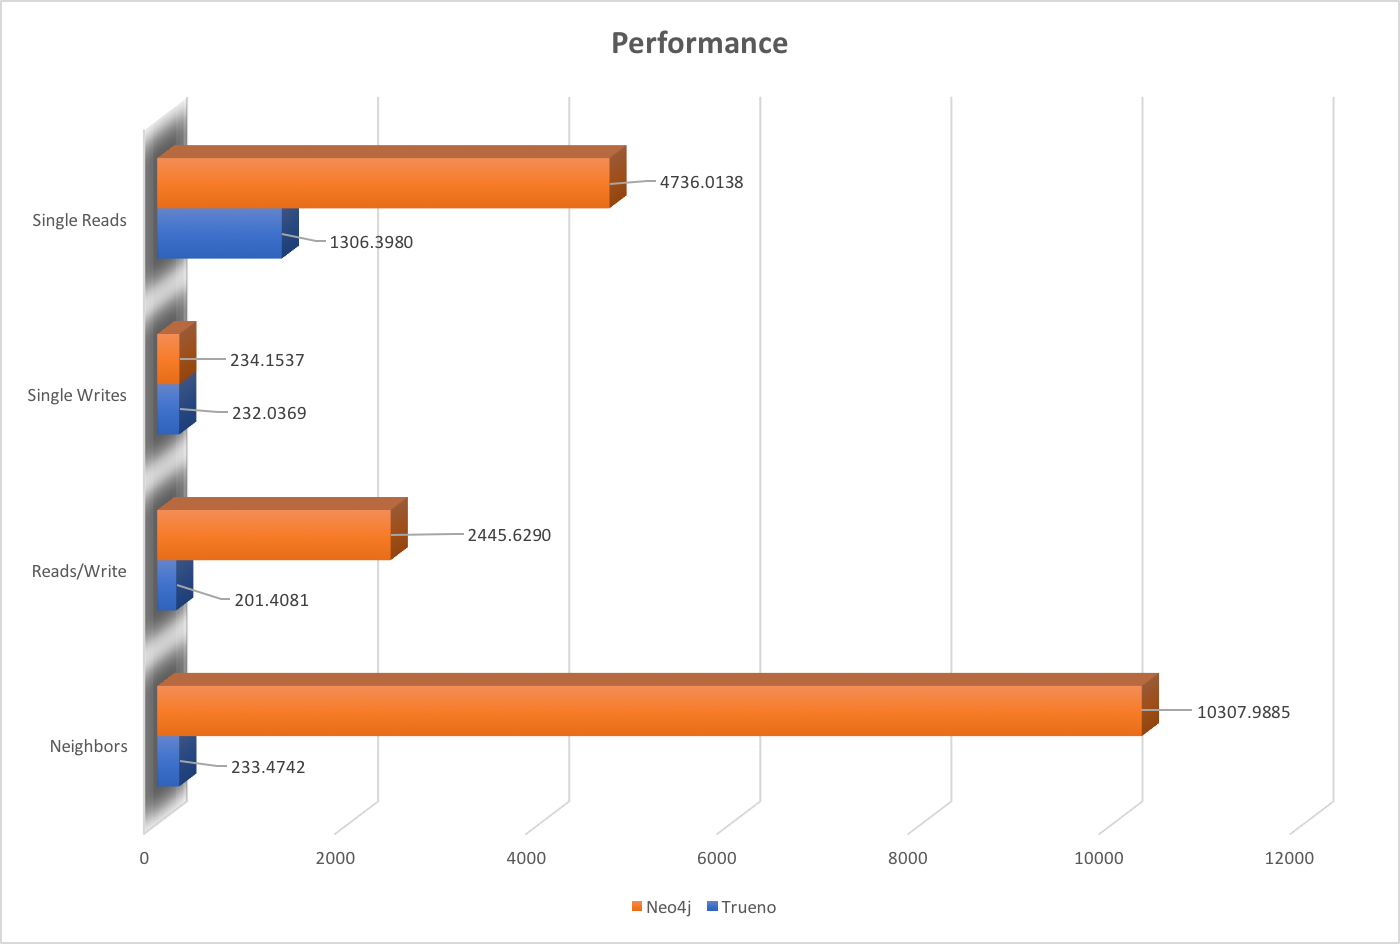 Performance
4736.0138
Single Reads
1306.3980
234.1537
Single Writes
232.0369
2445.6290
Reads/Write
201.4081
10307.9885
Neighbors
233.4742
0 2000 4000 6000 8000 10000 12000
Neo4j Trueno